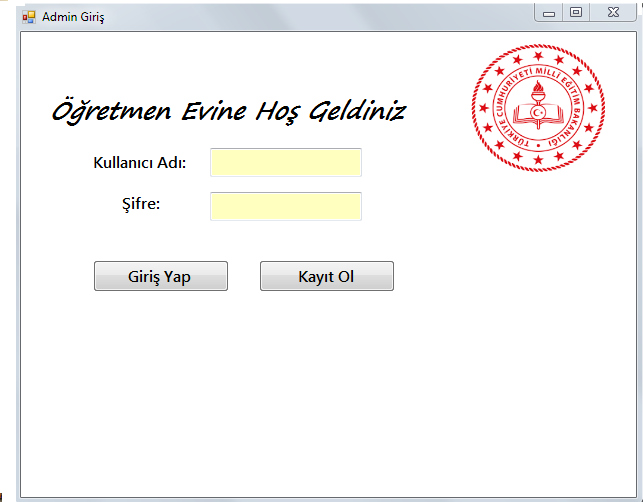 Admin Giriş
Öğretmen Evine Hoş Geldiniz
TÜRKİYE CUMHURİYETİ MİLLİ EĞİTİM BAKANLIĞI
Kullanıcı Adı:
Şifre:
Giriş Yap
Kayıt Ol